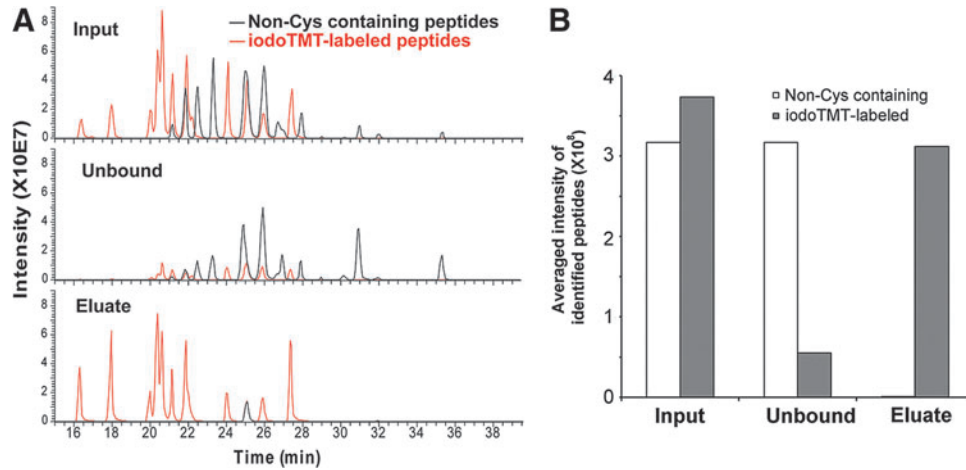 A
Input
Non-Cys containing peptides
iodoTMT-labeled peptides
8
6
4
2
0
Unbound
8
6
4
2
0
Eluate
8
6
4
2
0
16 18 20 22 24 26 28 30 32 34 36 38
Intensity (X10E7)
Time (min)
B
Non-Cys containing
iodoTMT-labeled
4
3
2
1
0
Averaged intensity of
identified peptides (X10⁸)
Input Unbound Eluate